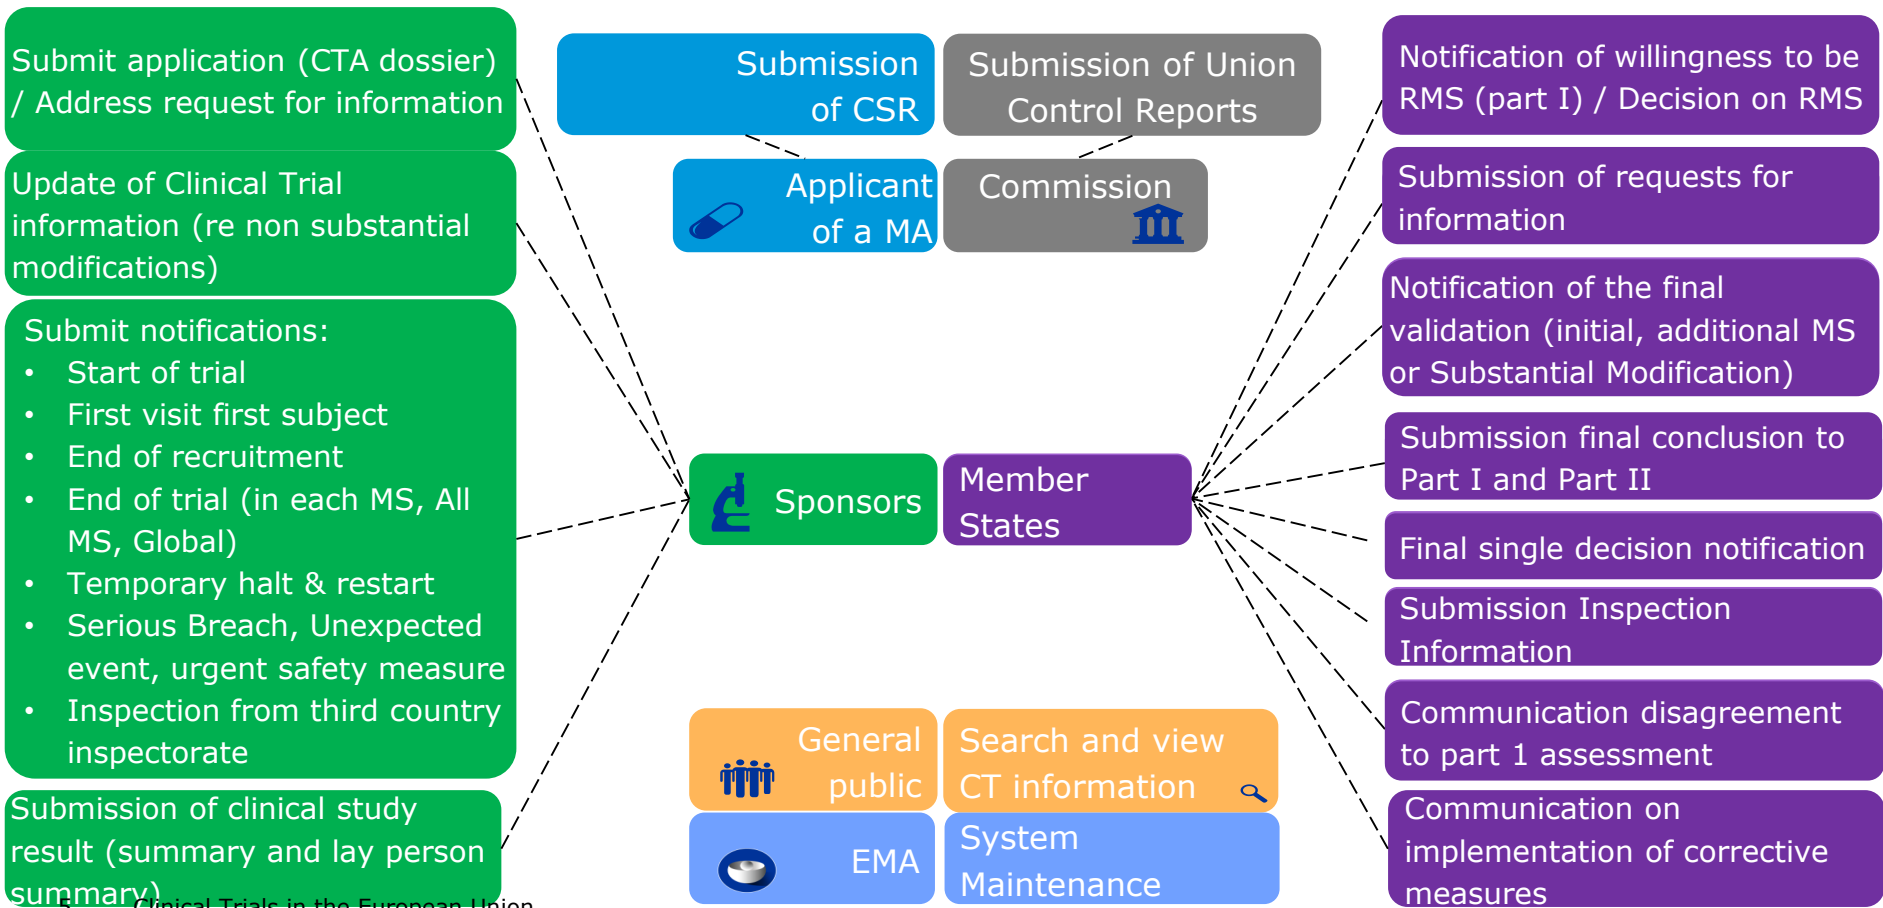 Submit application (CTA dossier)
/ Address request for information
Update of Clinical Trial
information (re non substantial
modifications)
Submit notifications:
• Start of trial
• First visit first subject
• End of recruitment
• End of trial (in each MS, All
MS, Global)
• Temporary halt & restart
• Serious Breach, Unexpected
event, urgent safety measure
• Inspection from third country
inspectorate
Submission of clinical study
result (summary and lay person
summary)
5 Clinical Trials in the European Union
Submission
of CSR
Submission of Union
Control Reports
Applicant
of a MA
Commission
Sponsors
Member
States
General
public
Search and view
CT information
EMA
System
Maintenance
Notification of willingness to be
RMS (part I) / Decision on RMS
Submission of requests for
information
Notification of the final
validation (initial, additional MS
or Substantial Modification)
Submission final conclusion to
Part I and Part II
Final single decision notification
Submission Inspection
Information
Communication disagreement
to part 1 assessment
Communication on
implementation of corrective
measures